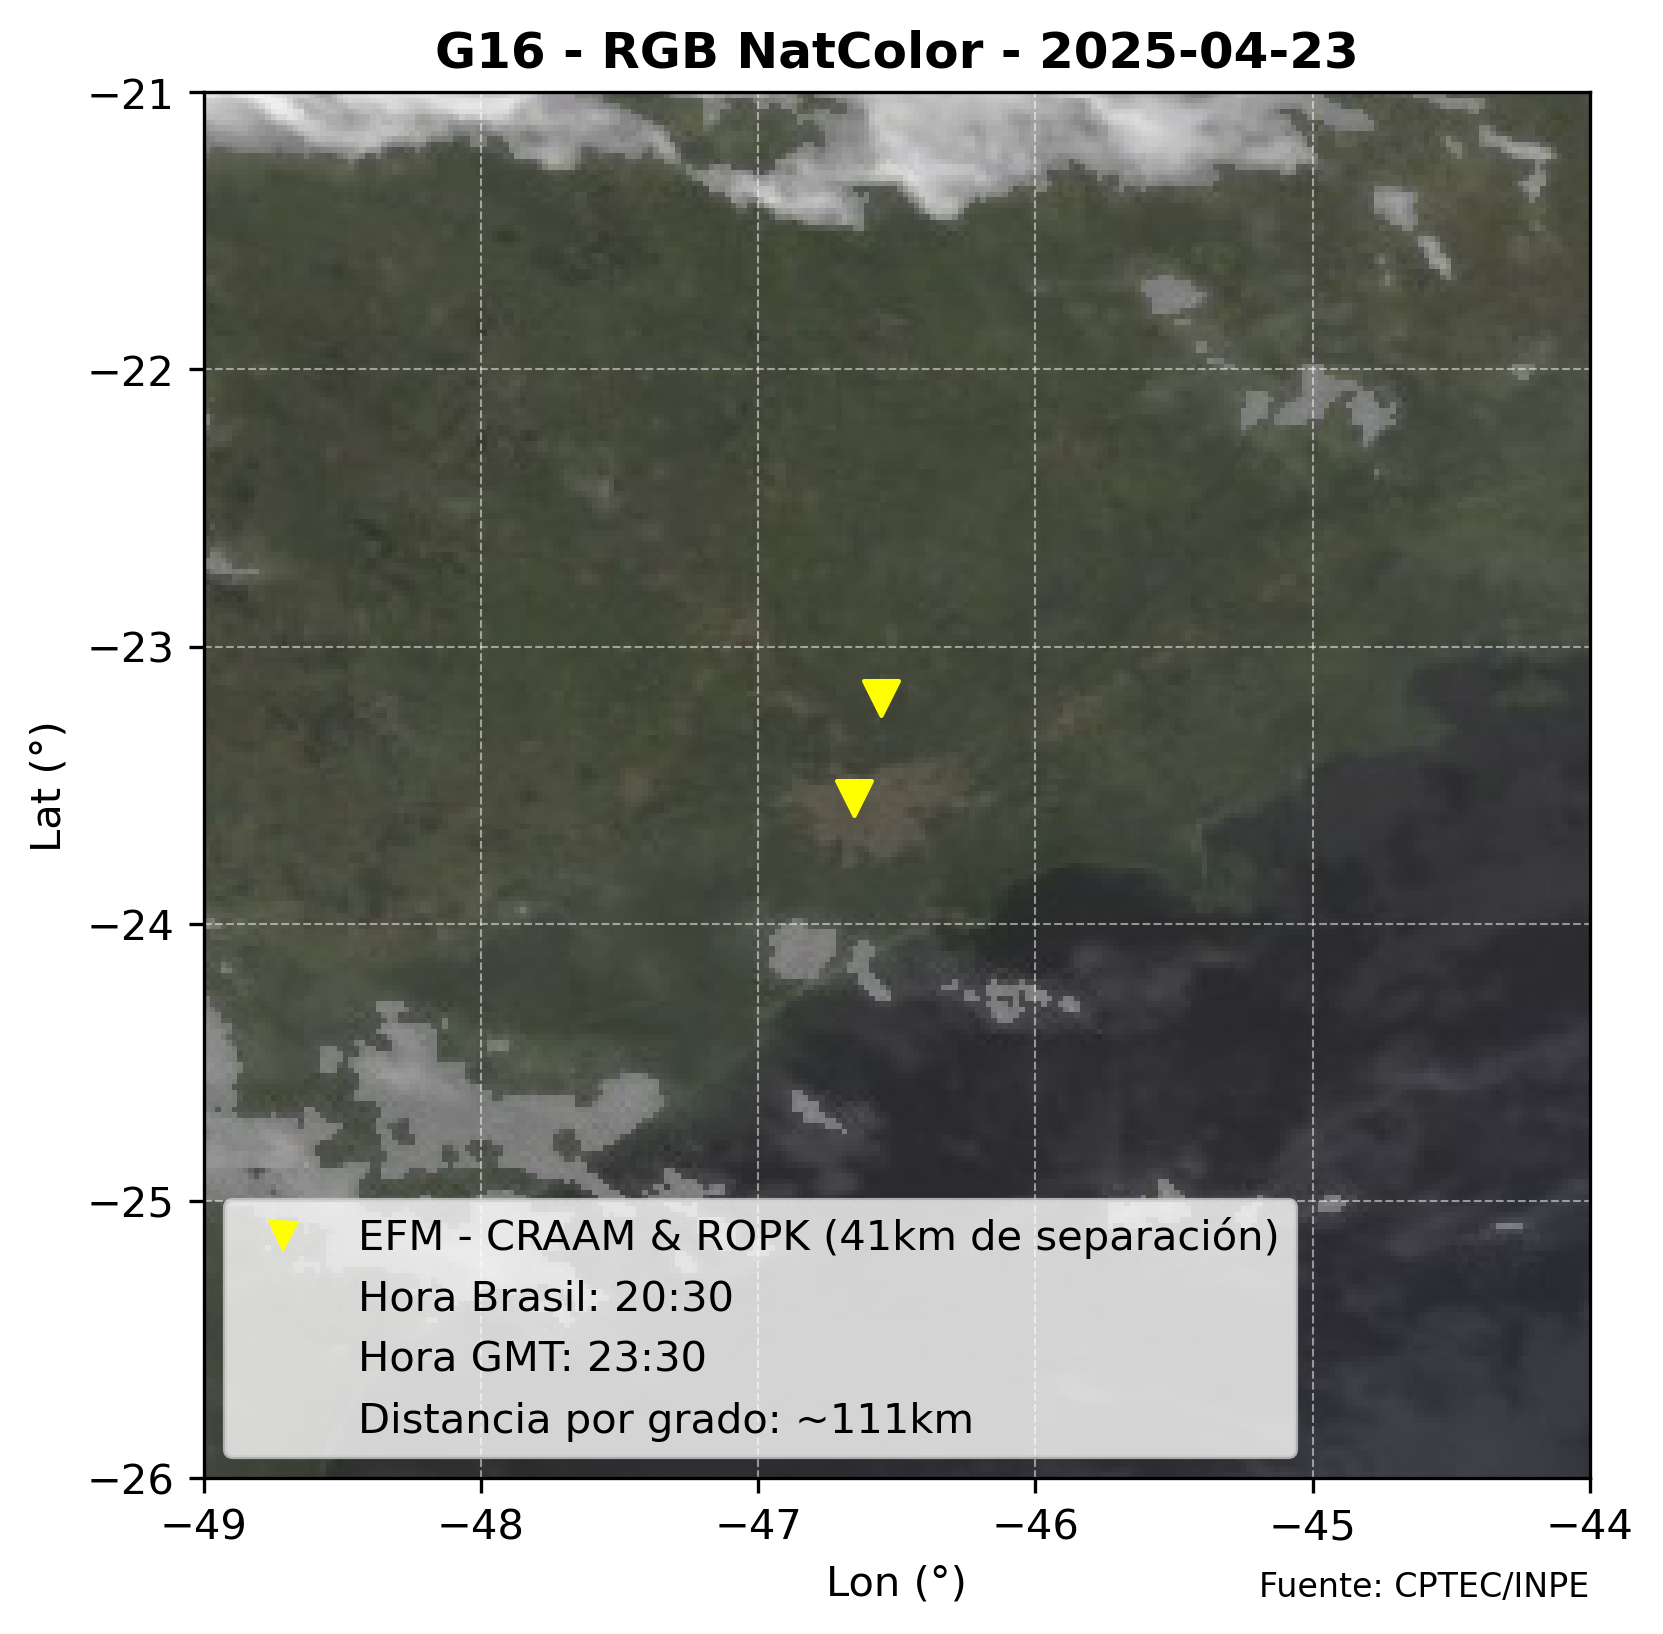 G16 - RGB NatColor - 2025-04-23
−21
−22
−23
−24
−25
−26
Lat (°)
EFM - CRAAM & ROPK (41km de separación)
Hora Brasil: 20:30
Hora GMT: 23:30
Distancia por grado: ~111km
−49 −48 −47 −46 −45 −44
Lon (°)
Fuente: CPTEC/INPE